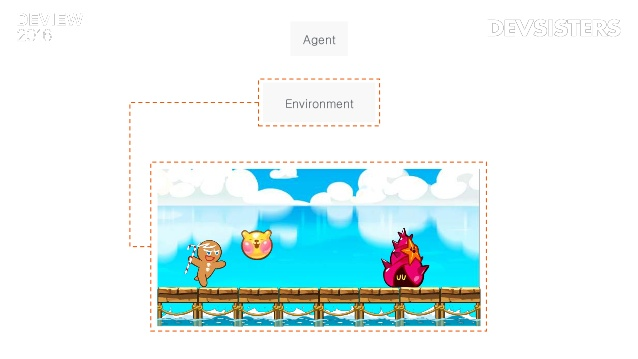 DEVIEW
2016
DEVSISTERS
Agent
Environment